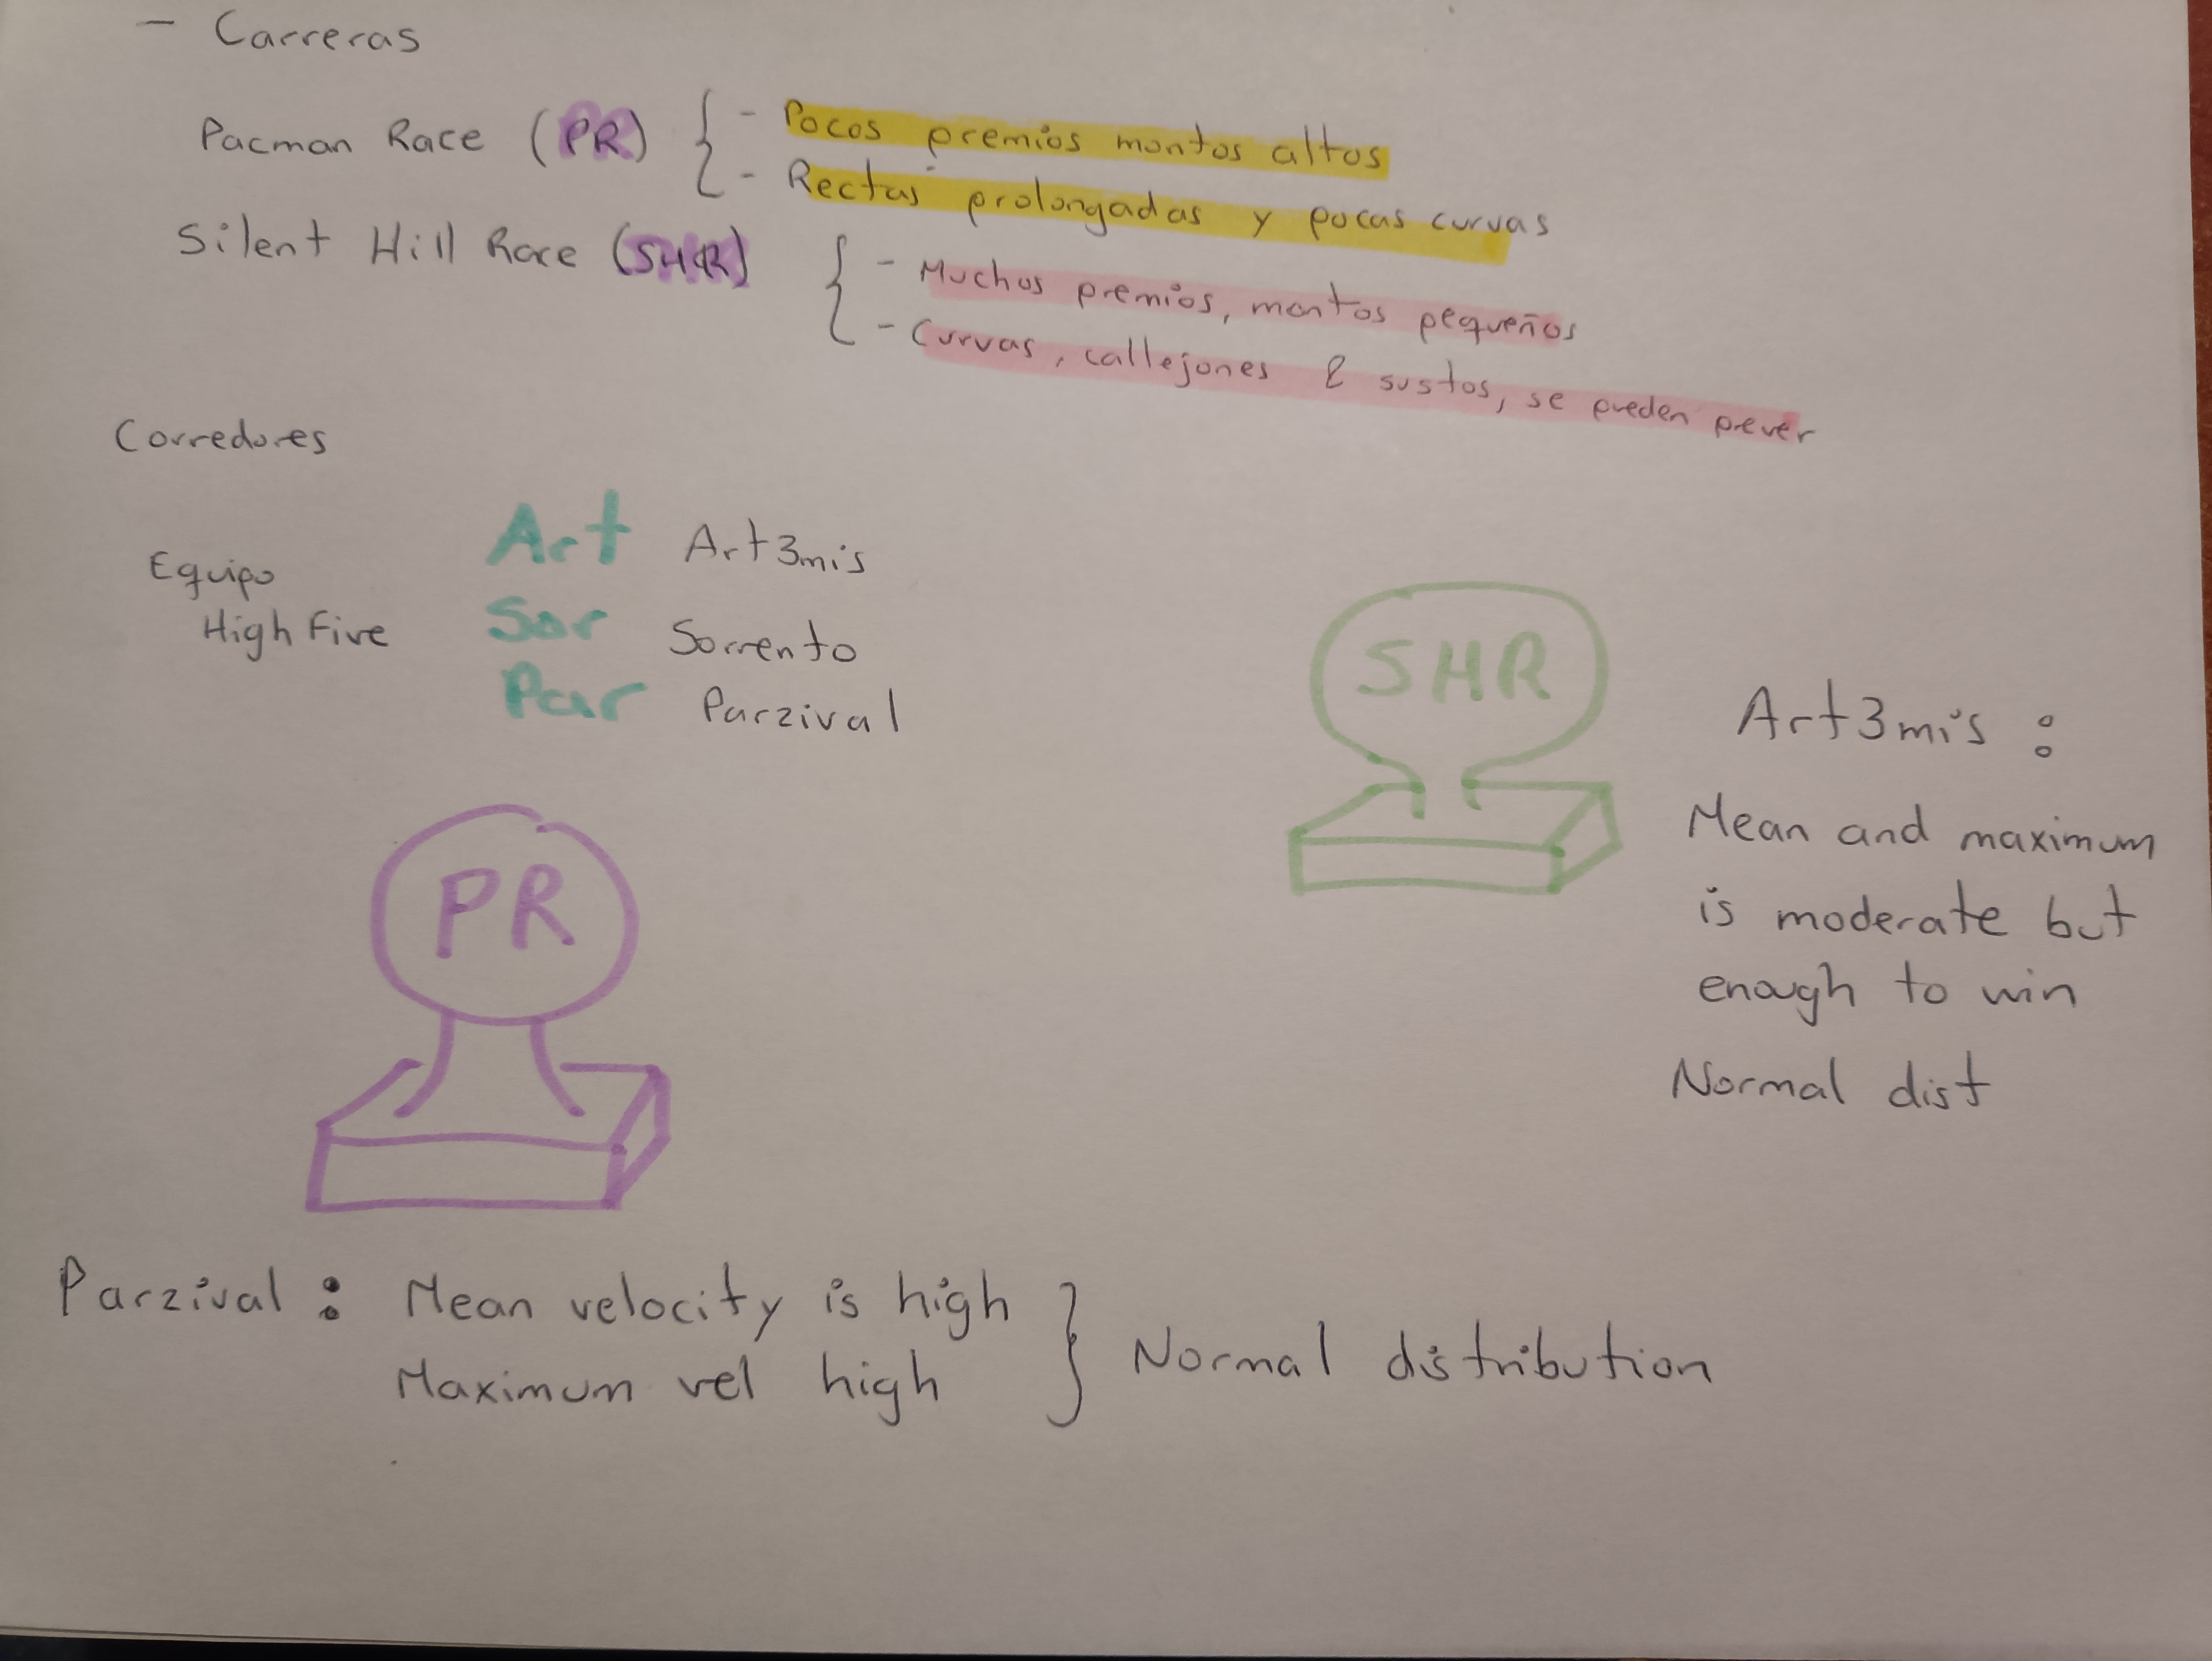 - Carreras
Pacman Race (PR) { - Pocos premios montos altos
- Rectas prolongadas y pocas curvas
Silent Hill Race (SHR) { - Muchos premios, montos pequeños
- Curvas, callejones & sustos, se pueden prever
Corredores
Equipo
High Five
Art Art3mis
Sor Sorrento
Par Parzival
SHR
Art3mis :
Mean and maximum
is moderate but
enough to win
Normal dist
PR
Parzival : Mean velocity is high
Maximum vel high
} Normal distribution